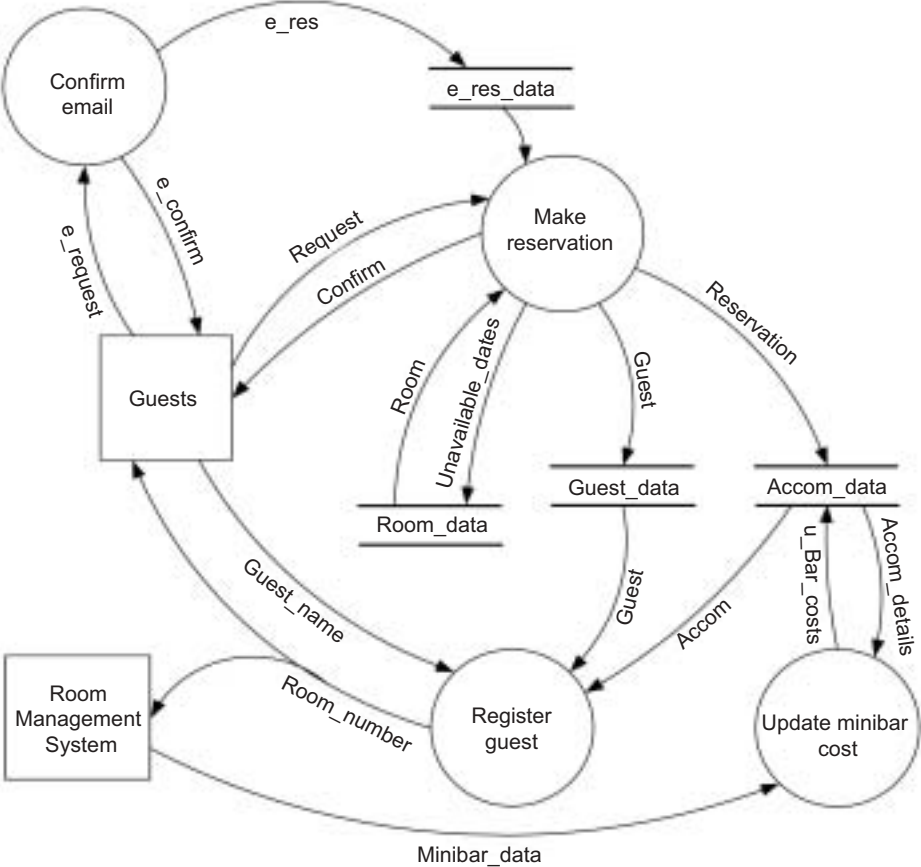 e_res
Confirm
email
e_res_data
e_confirm
e_request
Request
Make
reservation
Confirm
Reservation
Room
Unavailable_dates
Guest
Guests
Guest_data
Accom_data
Room_data
u_Bar_costs
Accom_details
Guest_name
Guest
Accom
Room
Management
System
Room_number
Register
guest
Update minibar
cost
Minibar_data